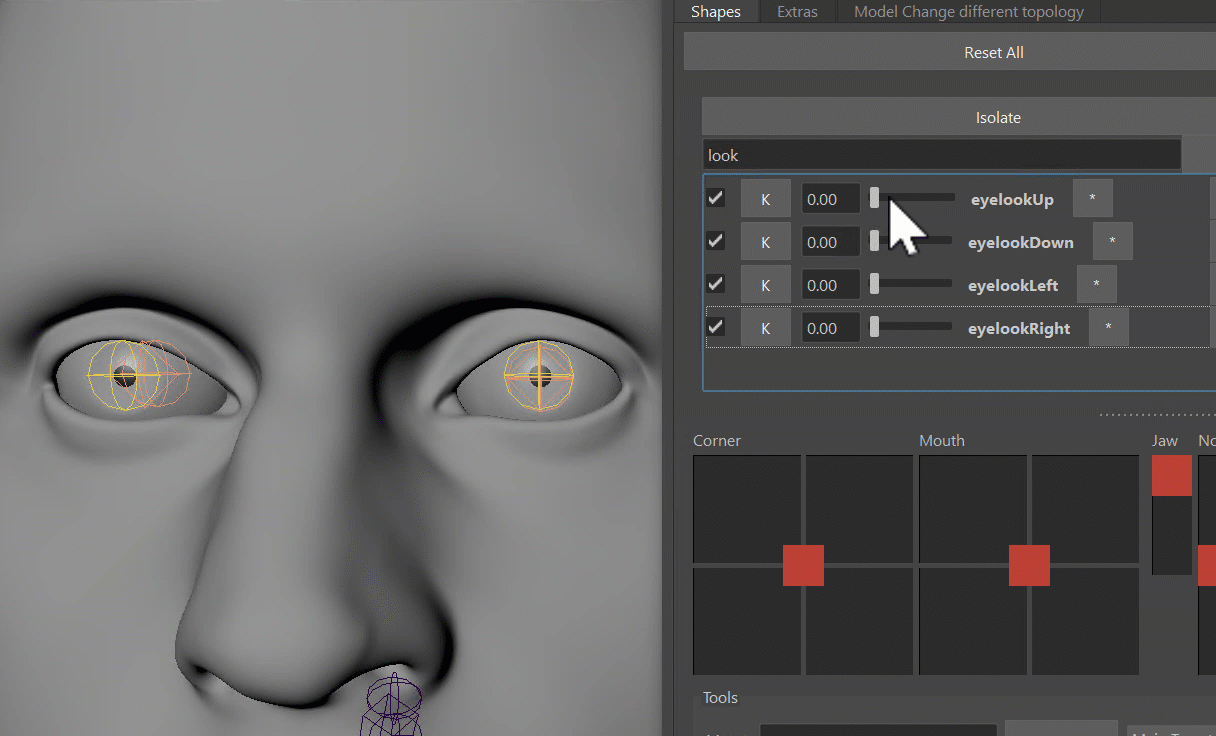 Shapes Extras Model Change different topology
Reset All
Isolate
look
K 0.00 eyelookUp *
K 0.00 eyelookDown *
K 0.00 eyelookLeft *
K 0.00 eyelookRight *
Corner Mouth Jaw
Tools